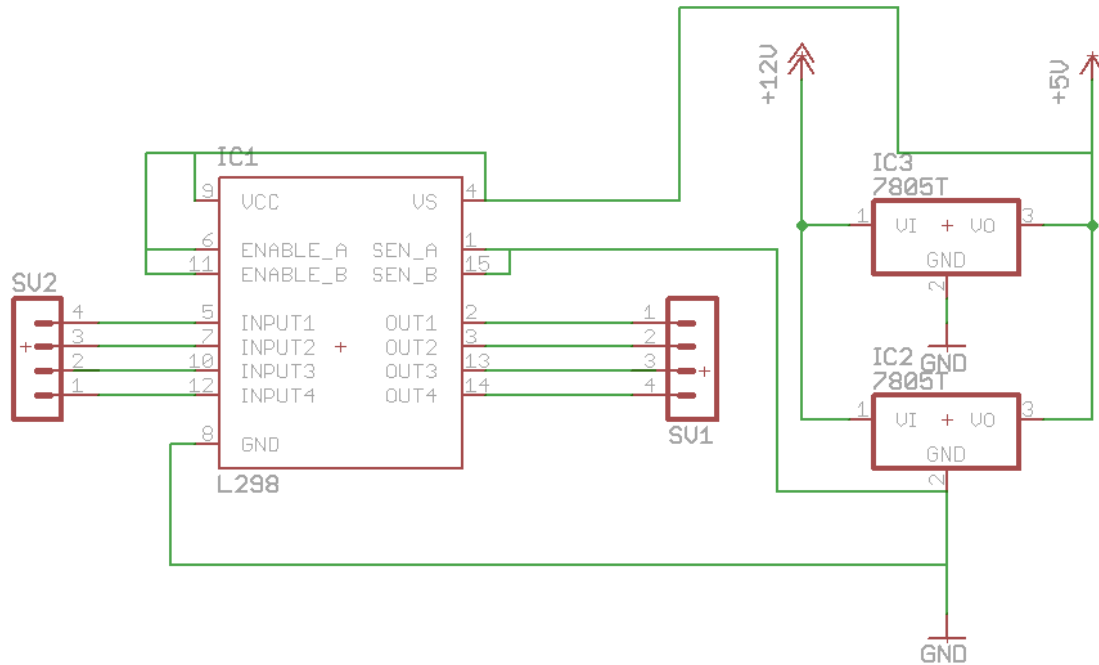 +12V
+5V
IC1
9 VCC VS 4
6 ENABLE_A SEN_A 1
11 ENABLE_B SEN_B 15
5 INPUT1 OUT1 2
7 INPUT2 OUT2 3
10 INPUT3 OUT3 13
12 INPUT4 OUT4 14
8 GND
L298
SV2
4
3
2
1
1
2
3
4
SV1
IC3
7805T
1 VI VO 3
GND
2
GND
IC2
7805T
1 VI VO 3
GND
2
GND